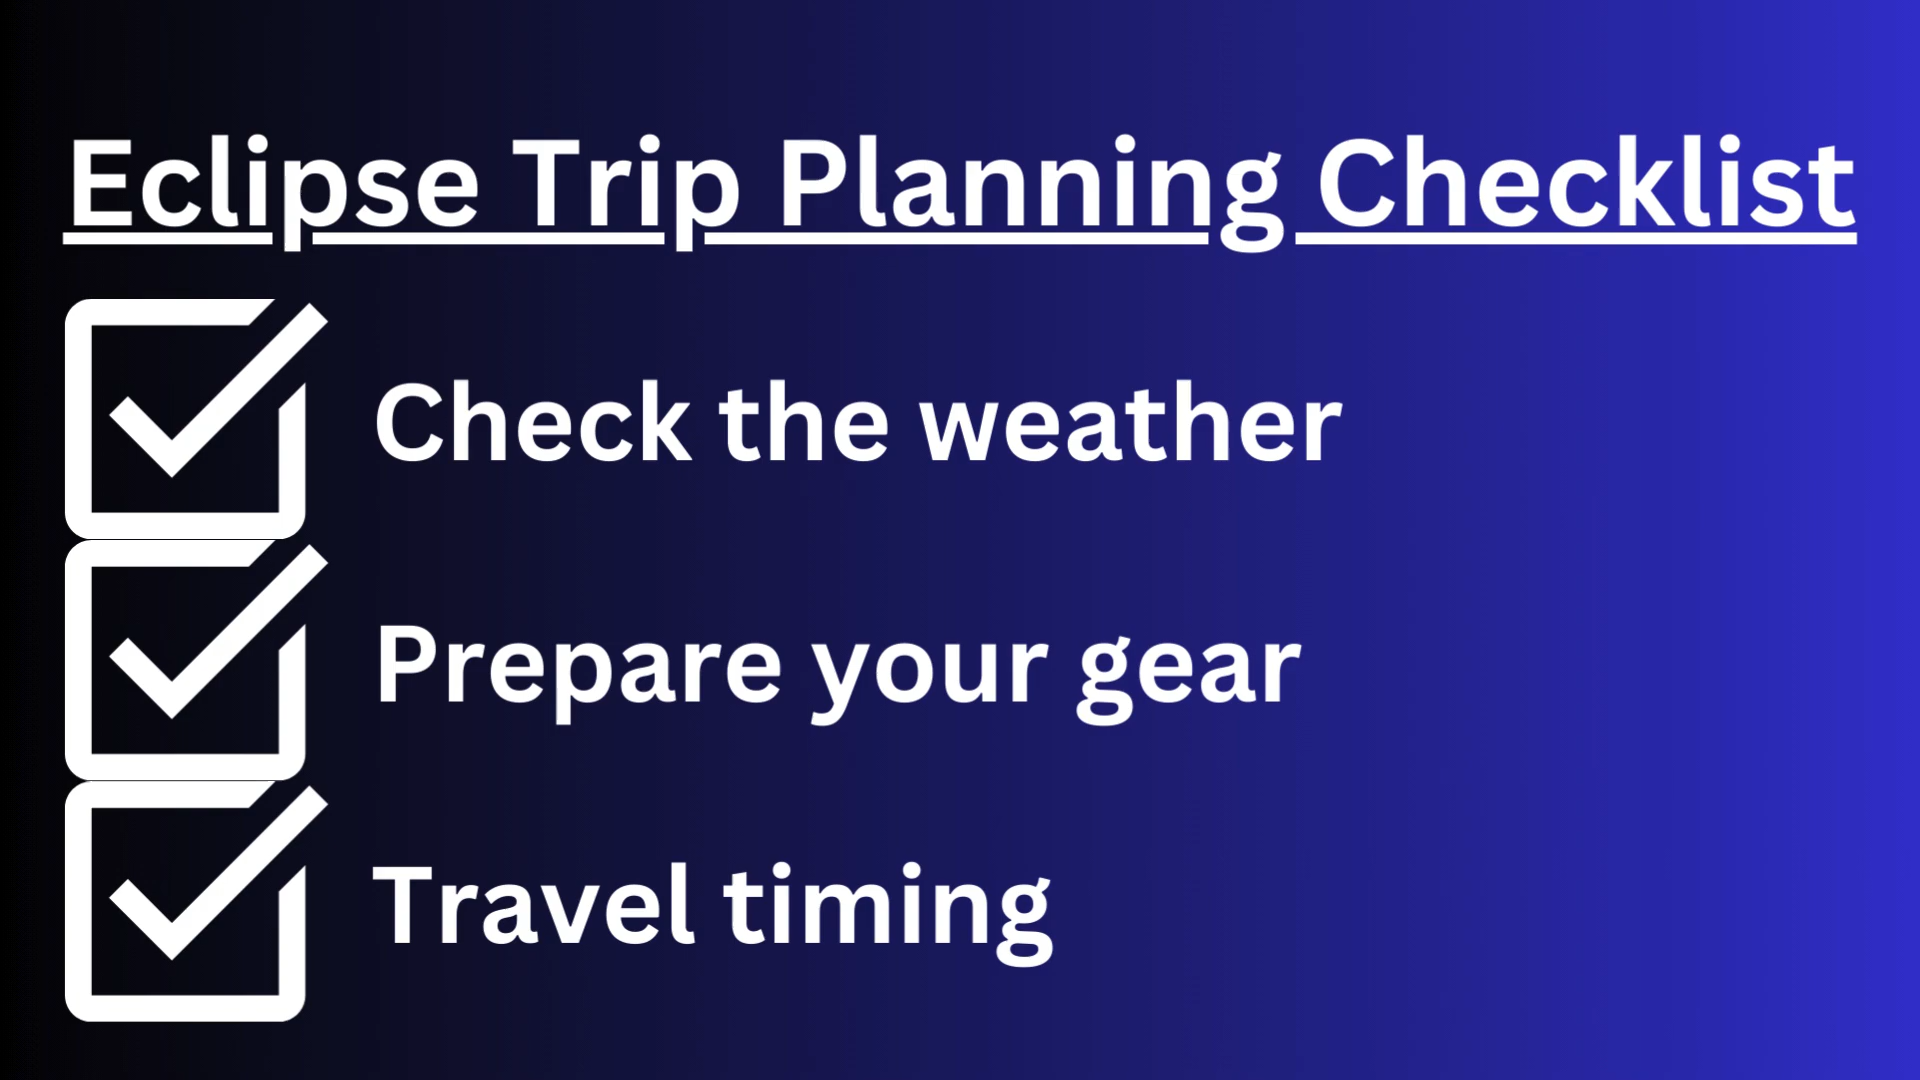 Eclipse Trip Planning Checklist
Check the weather
Prepare your gear
Travel timing